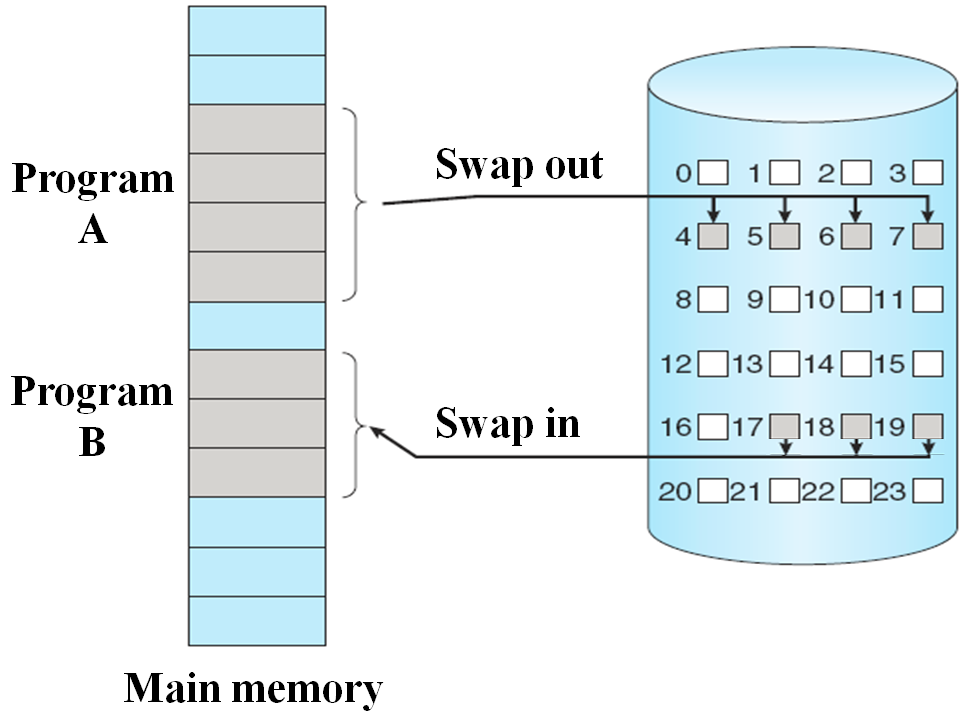 Program
A
Swap out
0 1 2 3
4 5 6 7
8 9 10 11
12 13 14 15
Program
B
Swap in
16 17 18 19
20 21 22 23
Main memory